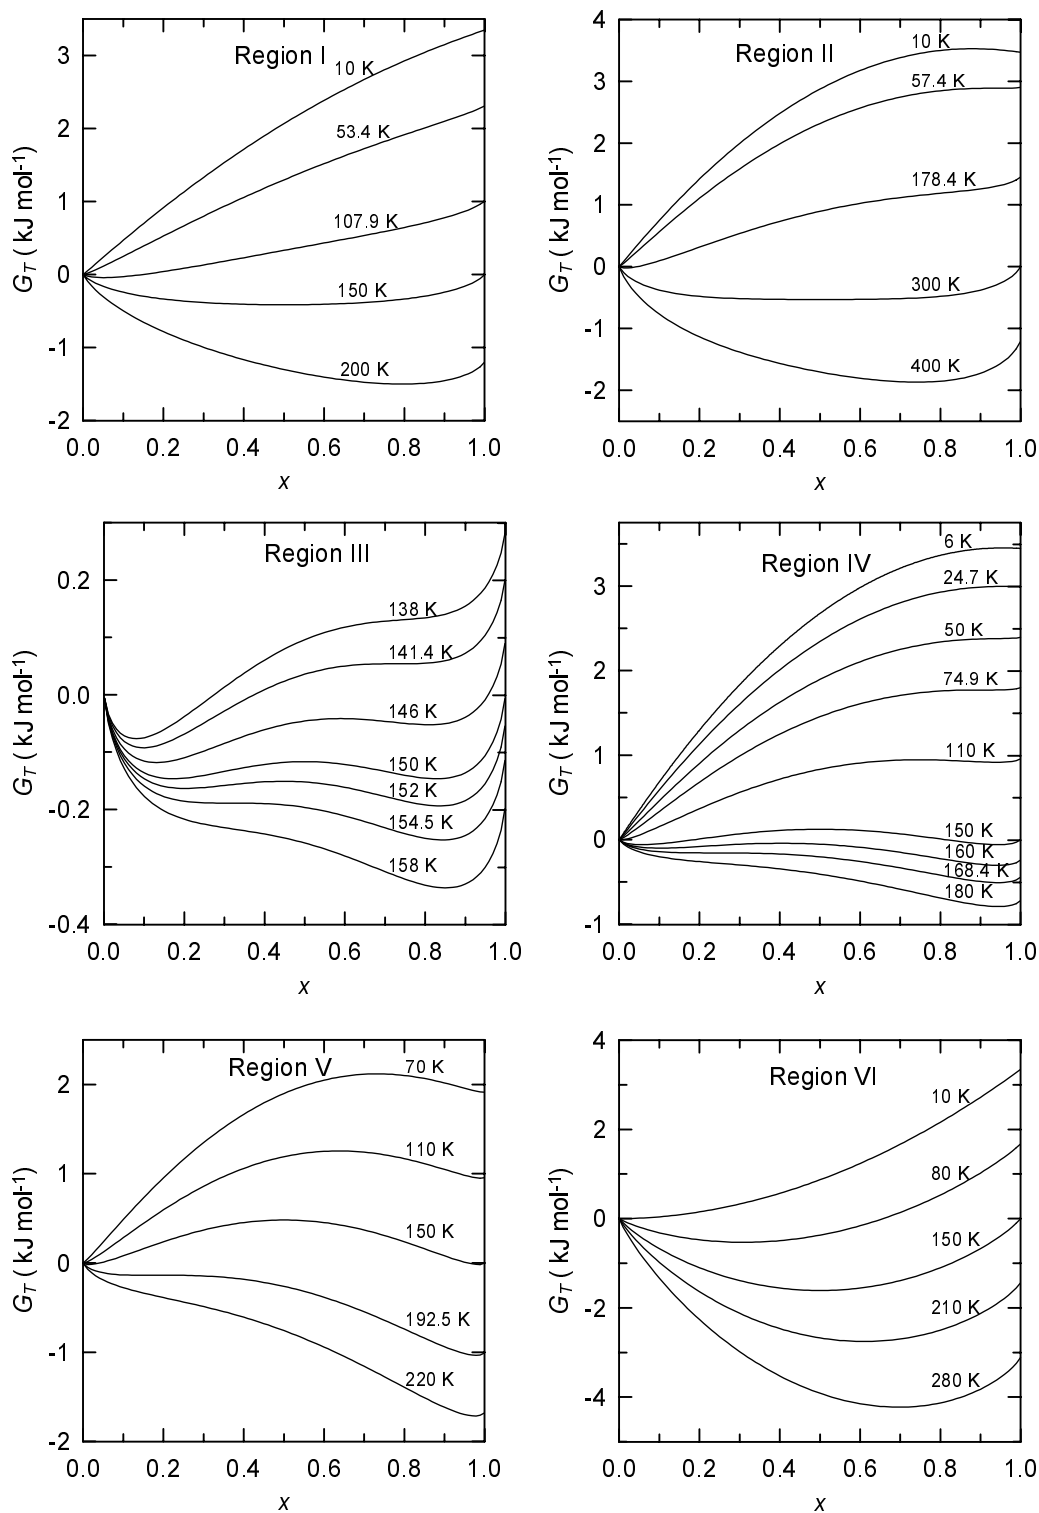 Region I
10 K
53.4 K
107.9 K
150 K
200 K
3
2
1
0
-1
-2
G_T ( kJ mol⁻¹)
0.0 0.2 0.4 0.6 0.8 1.0
x
Region II
10 K
57.4 K
178.4 K
300 K
400 K
4
3
2
1
0
-1
-2
G_T ( kJ mol⁻¹)
0.0 0.2 0.4 0.6 0.8 1.0
x
Region III
138 K
141.4 K
146 K
150 K
152 K
154.5 K
158 K
0.2
0.0
-0.2
-0.4
G_T ( kJ mol⁻¹)
0.0 0.2 0.4 0.6 0.8 1.0
x
Region IV
6 K
24.7 K
50 K
74.9 K
110 K
150 K
160 K
168.4 K
180 K
3
2
1
0
-1
G_T ( kJ mol⁻¹)
0.0 0.2 0.4 0.6 0.8 1.0
x
Region V
70 K
110 K
150 K
192.5 K
220 K
2
1
0
-1
-2
G_T ( kJ mol⁻¹)
0.0 0.2 0.4 0.6 0.8 1.0
x
Region VI
10 K
80 K
150 K
210 K
280 K
4
2
0
-2
-4
G_T ( kJ mol⁻¹)
0.0 0.2 0.4 0.6 0.8 1.0
x